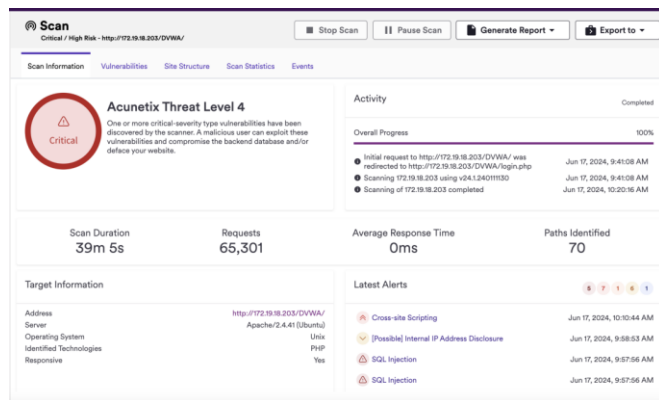 Scan
Critical / High Risk - http://172.19.18.203/DVWA/
Stop Scan
Pause Scan
Generate Report
Export to
Scan Information
Vulnerabilities
Site Structure
Scan Statistics
Events
Critical
Acunetix Threat Level 4
One or more critical-severity type vulnerabilities have been
discovered by the scanner. A malicious user can exploit these
vulnerabilities and compromise the backend database and/or
deface your website.
Activity
Completed
Overall Progress
100%
Initial request to http://172.19.18.203/DVWA/ was
redirected to http://172.19.18.203/DVWA/login.php
Jun 17, 2024, 9:41:08 AM
Scanning 172.19.18.203 using v24.1.240111130
Jun 17, 2024, 9:41:08 AM
Scanning of 172.19.18.203 completed
Jun 17, 2024, 10:20:16 AM
Scan Duration
39m 5s
Requests
65,301
Average Response Time
0ms
Paths Identified
70
Target Information
Address
http://172.19.18.203/DVWA/
Server
Apache/2.4.41 (Ubuntu)
Operating System
Unix
Identified Technologies
PHP
Responsive
Yes
Latest Alerts
7
1
6
1
Cross-site Scripting
Jun 17, 2024, 10:10:44 AM
[Possible] Internal IP Address Disclosure
Jun 17, 2024, 9:58:53 AM
SQL Injection
Jun 17, 2024, 9:57:56 AM
SQL Injection
Jun 17, 2024, 9:57:56 AM